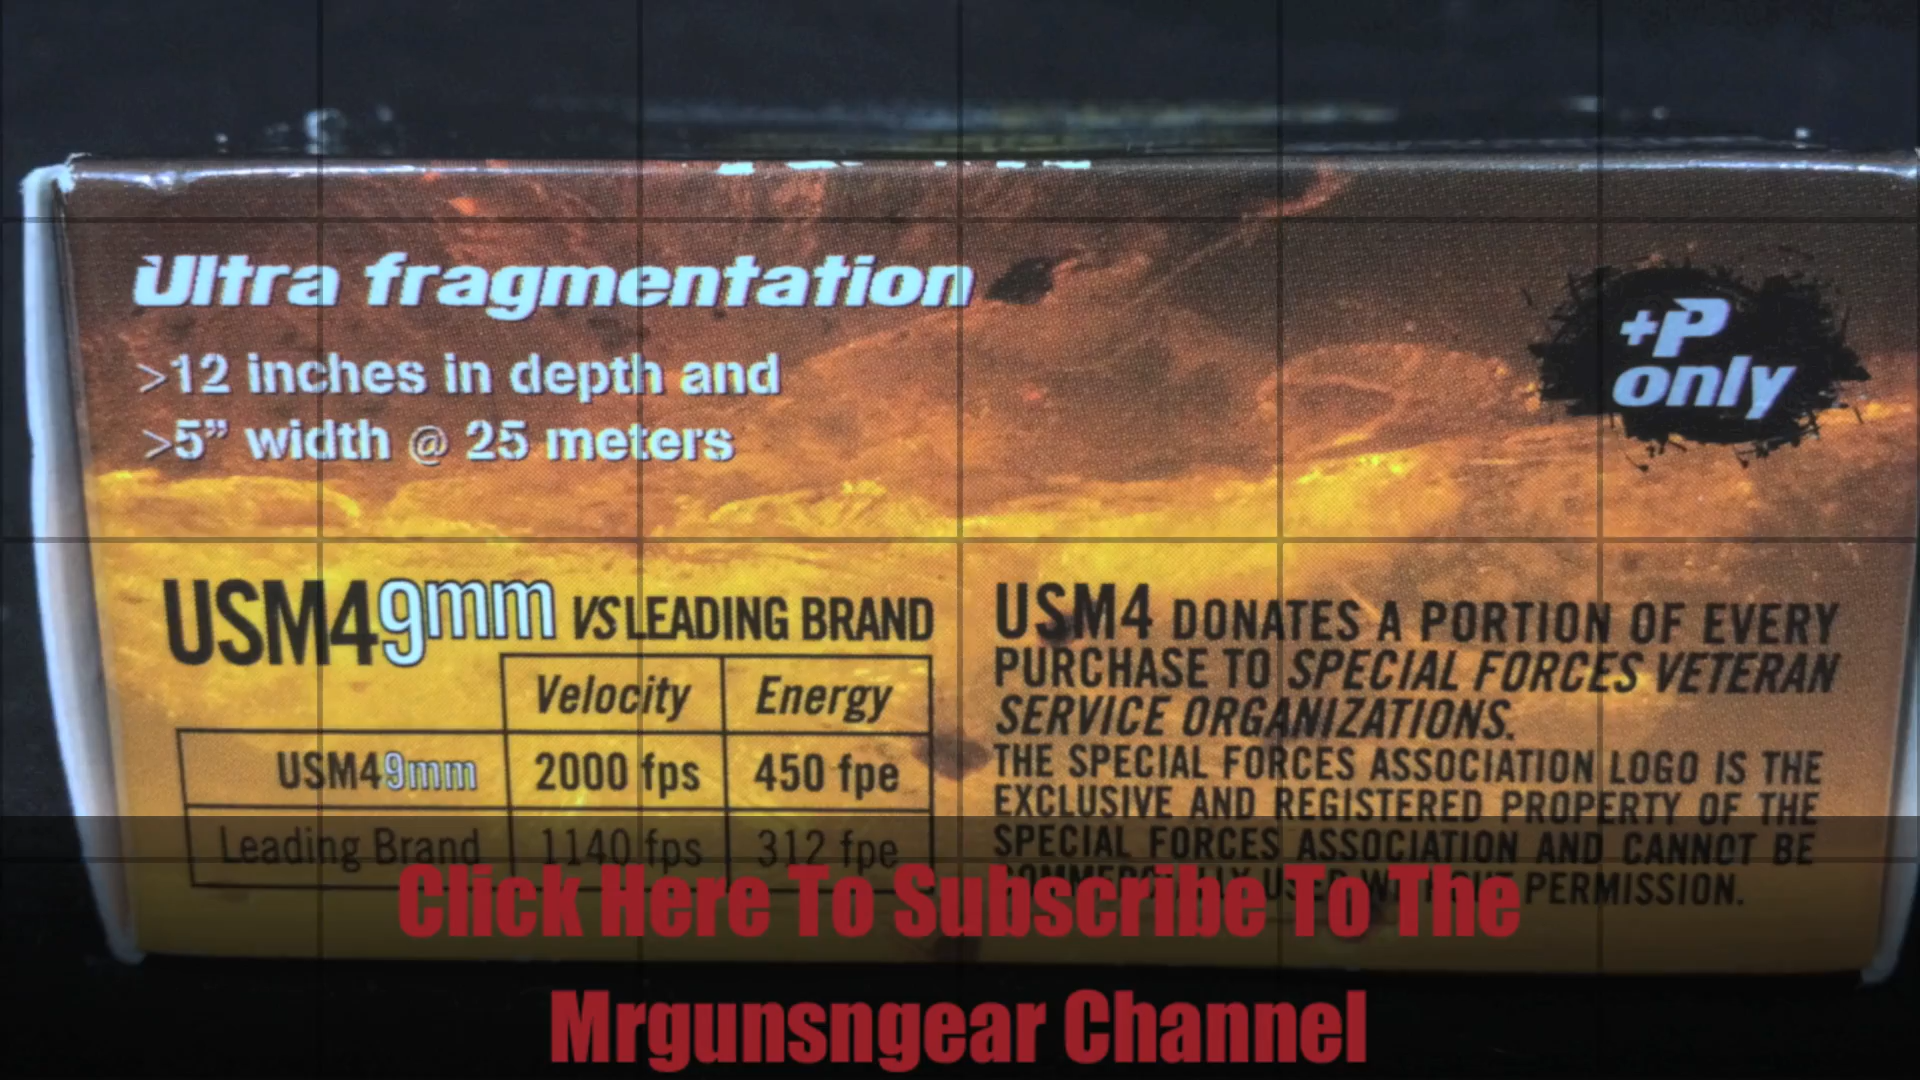 Ultra fragmentation
>12 inches in depth and
>5” width @ 25 meters
+P
only
USM49mm VS LEADING BRAND
Velocity Energy
USM49mm 2000 fps 450 fpe
Leading Brand 1140 fps 312 fpe
USM4 DONATES A PORTION OF EVERY
PURCHASE TO SPECIAL FORCES VETERAN
SERVICE ORGANIZATIONS.
THE SPECIAL FORCES ASSOCIATION LOGO IS THE
EXCLUSIVE AND REGISTERED PROPERTY OF THE
SPECIAL FORCES ASSOCIATION AND CANNOT BE
COMMERCIALLY USED WITHOUT PERMISSION.
Click Here To Subscribe To The
Mrgunsngear Channel